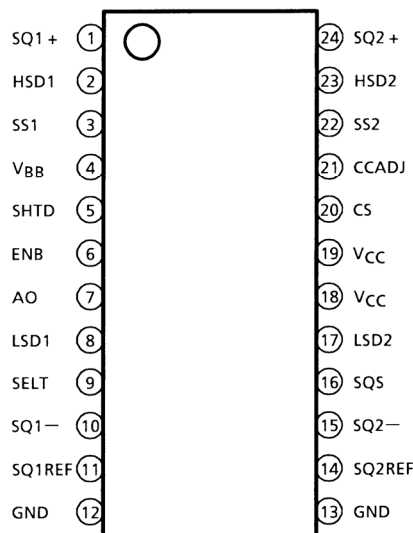 SQ1+ 1 24 SQ2+
HSD1 2 23 HSD2
SS1 3 22 SS2
VBB 4 21 CCADJ
SHTD 5 20 CS
ENB 6 19 VCC
AO 7 18 VCC
LSD1 8 17 LSD2
SELT 9 16 SQS
SQ1— 10 15 SQ2—
SQ1REF 11 14 SQ2REF
GND 12 13 GND